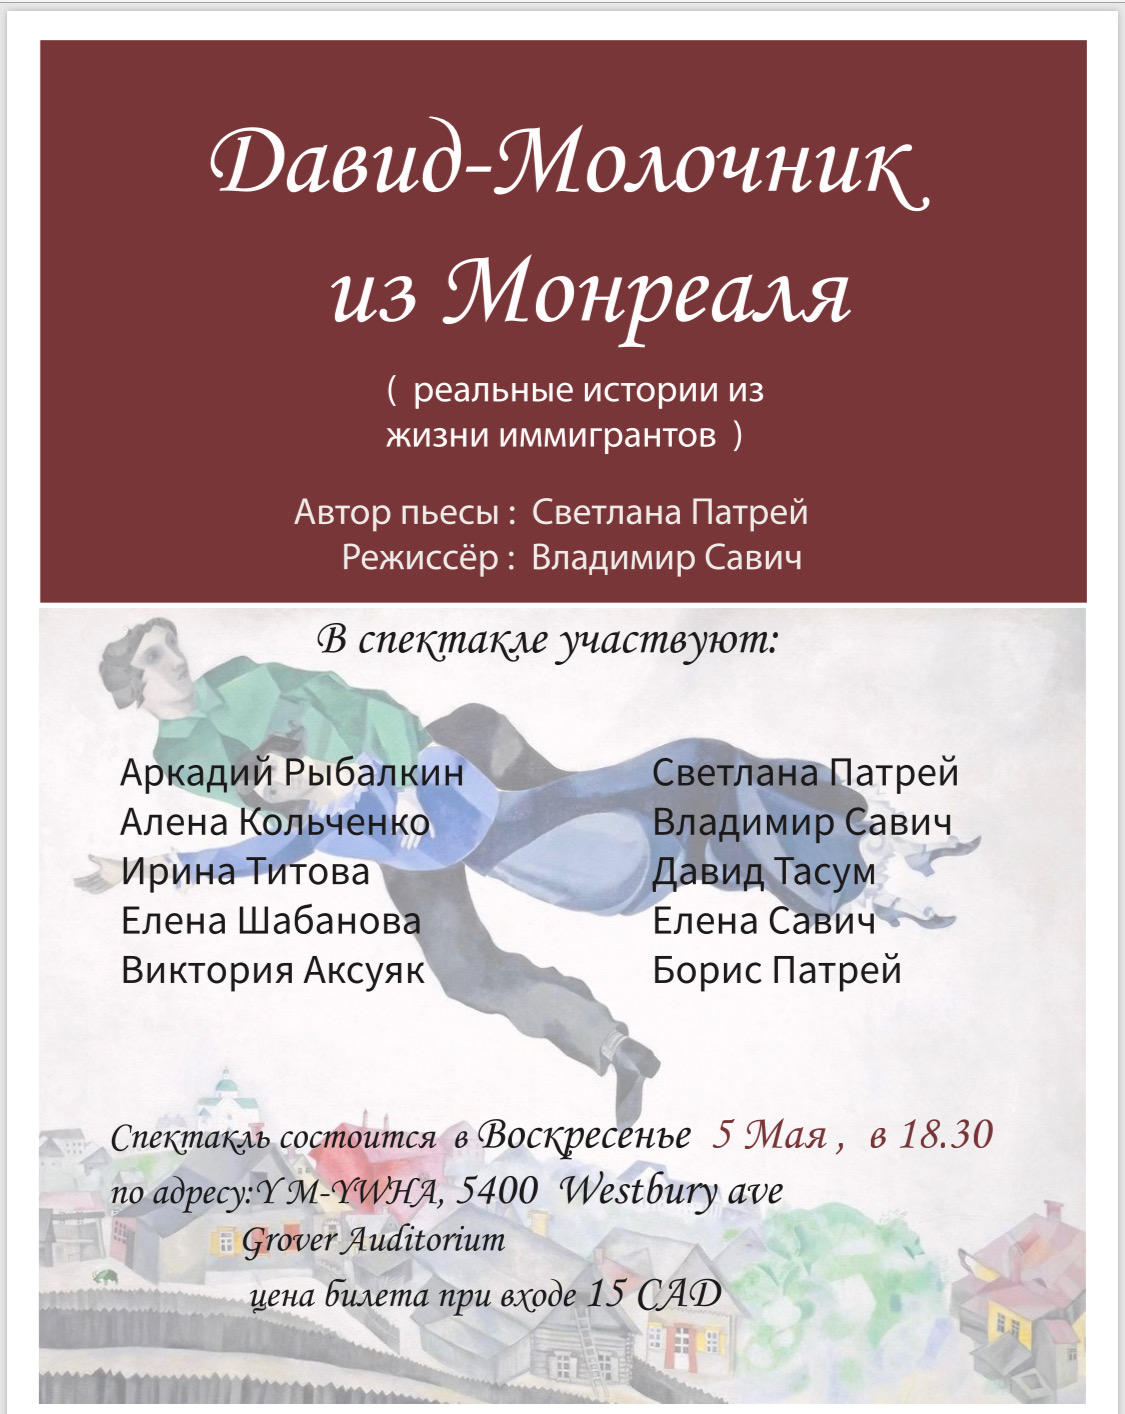 Давид-Молочник
из Монреаля
( реальные истории из
жизни иммигрантов )
Автор пьесы : Светлана Патрей
Режиссёр : Владимир Савич
В спектакле участвуют:
Аркадий Рыбалкин
Алена Кольченко
Ирина Титова
Елена Шабанова
Виктория Аксуяк
Светлана Патрей
Владимир Савич
Давид Тасум
Елена Савич
Борис Патрей
Спектакль состоится в Воскресенье 5 Мая , в 18.30
по адресу:Y M-YWHA, 5400 Westbury ave
Grover Auditorium
цена билета при входе 15 CAD